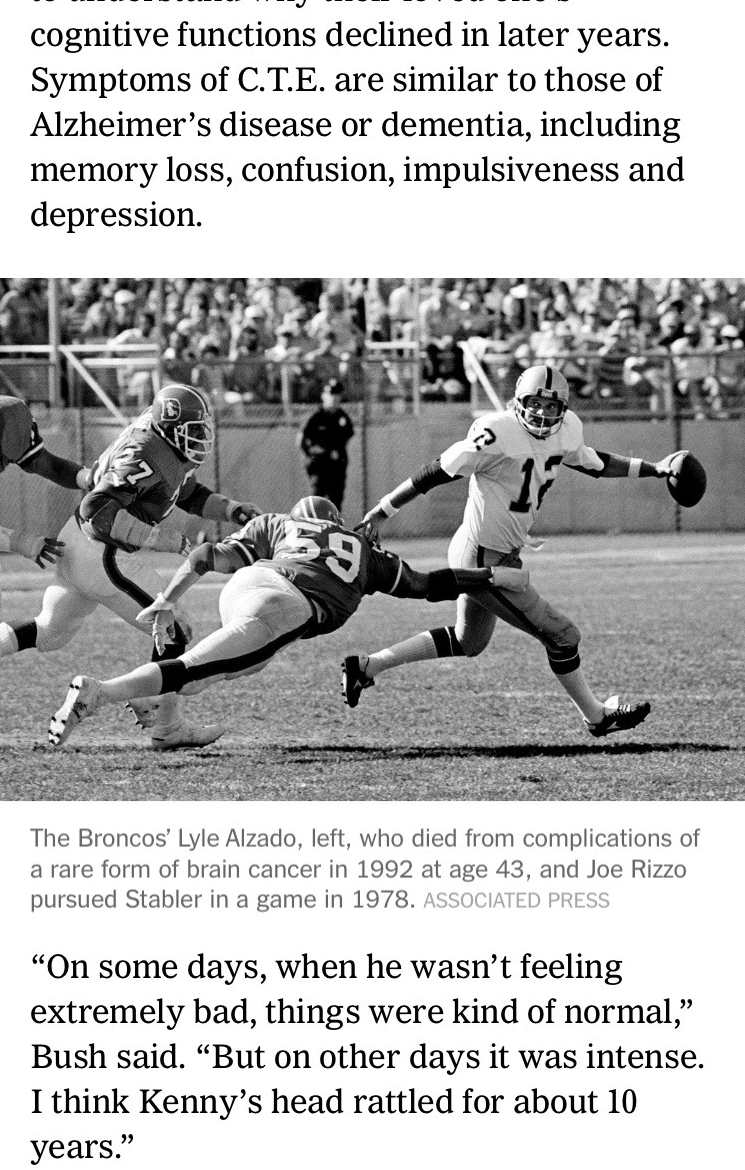 cognitive functions declined in later years.
Symptoms of C.T.E. are similar to those of
Alzheimer’s disease or dementia, including
memory loss, confusion, impulsiveness and
depression.
77
59
12
The Broncos’ Lyle Alzado, left, who died from complications of
a rare form of brain cancer in 1992 at age 43, and Joe Rizzo
pursued Stabler in a game in 1978. ASSOCIATED PRESS
“On some days, when he wasn’t feeling
extremely bad, things were kind of normal,”
Bush said. “But on other days it was intense.
I think Kenny’s head rattled for about 10
years.”